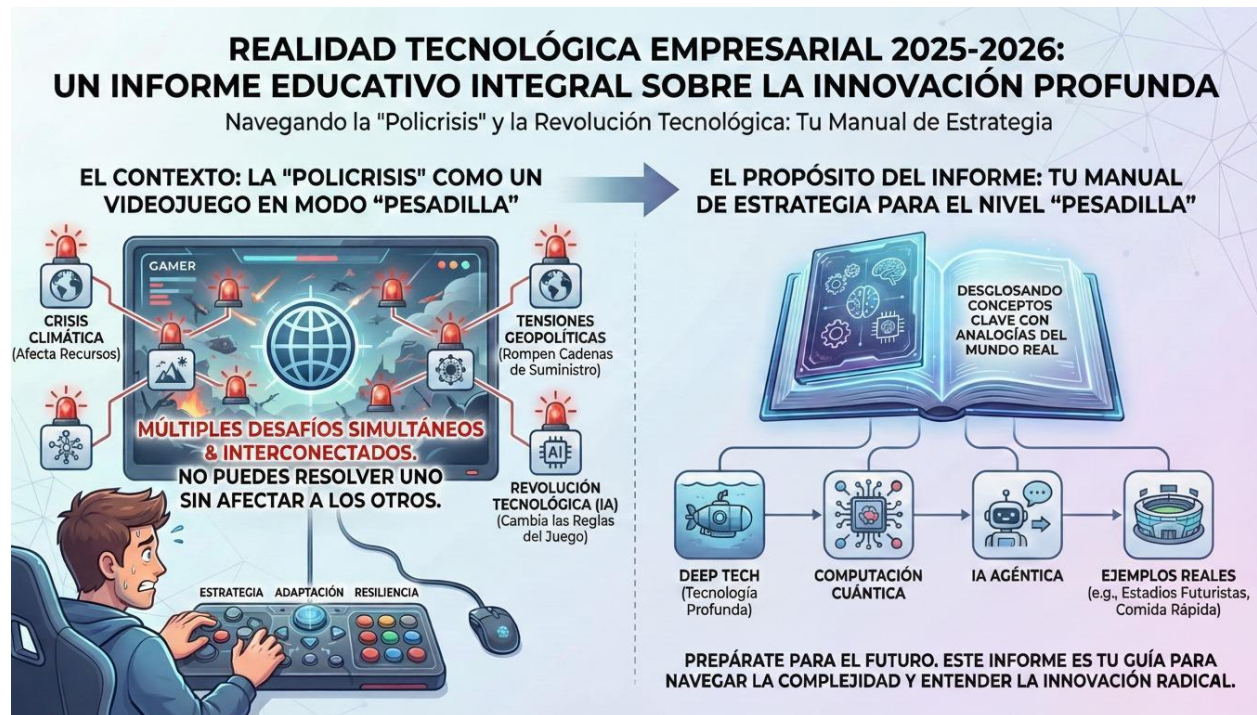 REALIDAD TECNOLÓGICA EMPRESARIAL 2025-2026:
UN INFORME EDUCATIVO INTEGRAL SOBRE LA INNOVACIÓN PROFUNDA
Navegando la "Policrisis" y la Revolución Tecnológica: Tu Manual de Estrategia
EL CONTEXTO: LA "POLICRISIS" COMO UN
VIDEOJUEGO EN MODO “PESADILLA”
GAMER
CRISIS
CLIMÁTICA
(Afecta Recursos)
TENSIONES
GEOPOLÍTICAS
(Rompen Cadenas
de Suministro)
MÚLTIPLES DESAFÍOS SIMULTÁNEOS
& INTERCONECTADOS.
NO PUEDES RESOLVER UNO
SIN AFECTAR A LOS OTROS.
AI
REVOLUCIÓN
TECNOLÓGICA (IA)
(Cambia las Reglas
del Juego)
ESTRATEGIA ADAPTACIÓN RESILIENCIA
EL PROPÓSITO DEL INFORME: TU MANUAL
DE ESTRATEGIA PARA EL NIVEL “PESADILLA”
DESGLOSANDO
CONCEPTOS
CLAVE CON
ANALOGÍAS DEL
MUNDO REAL
DEEP TECH
(Tecnología
Profunda)
COMPUTACIÓN
CUÁNTICA
IA AGÉNTICA
EJEMPLOS REALES
(e.g., Estadios Futuristas,
Comida Rápida)
PREPÁRATE PARA EL FUTURO. ESTE INFORME ES TU GUÍA PARA
NAVEGAR LA COMPLEJIDAD Y ENTENDER LA INNOVACIÓN RADICAL.